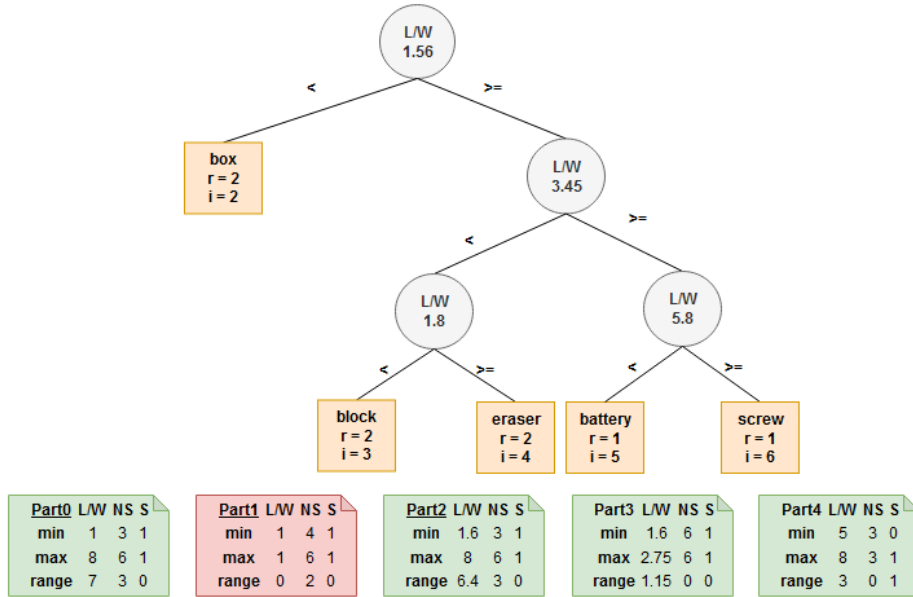 L/W
1.56
<
>=
box
r = 2
i = 2
L/W
3.45
<
>=
L/W
1.8
L/W
5.8
<
>=
<
>=
block
r = 2
i = 3
eraser
r = 2
i = 4
battery
r = 1
i = 5
screw
r = 1
i = 6
Part0 L/W NS S
min 1 3 1
max 8 6 1
range 7 3 0
Part1 L/W NS S
min 1 4 1
max 1 6 1
range 0 2 0
Part2 L/W NS S
min 1.6 3 1
max 8 6 1
range 6.4 3 0
Part3 L/W NS S
min 1.6 6 1
max 2.75 6 1
range 1.15 0 0
Part4 L/W NS S
min 5 3 0
max 8 3 1
range 3 0 1